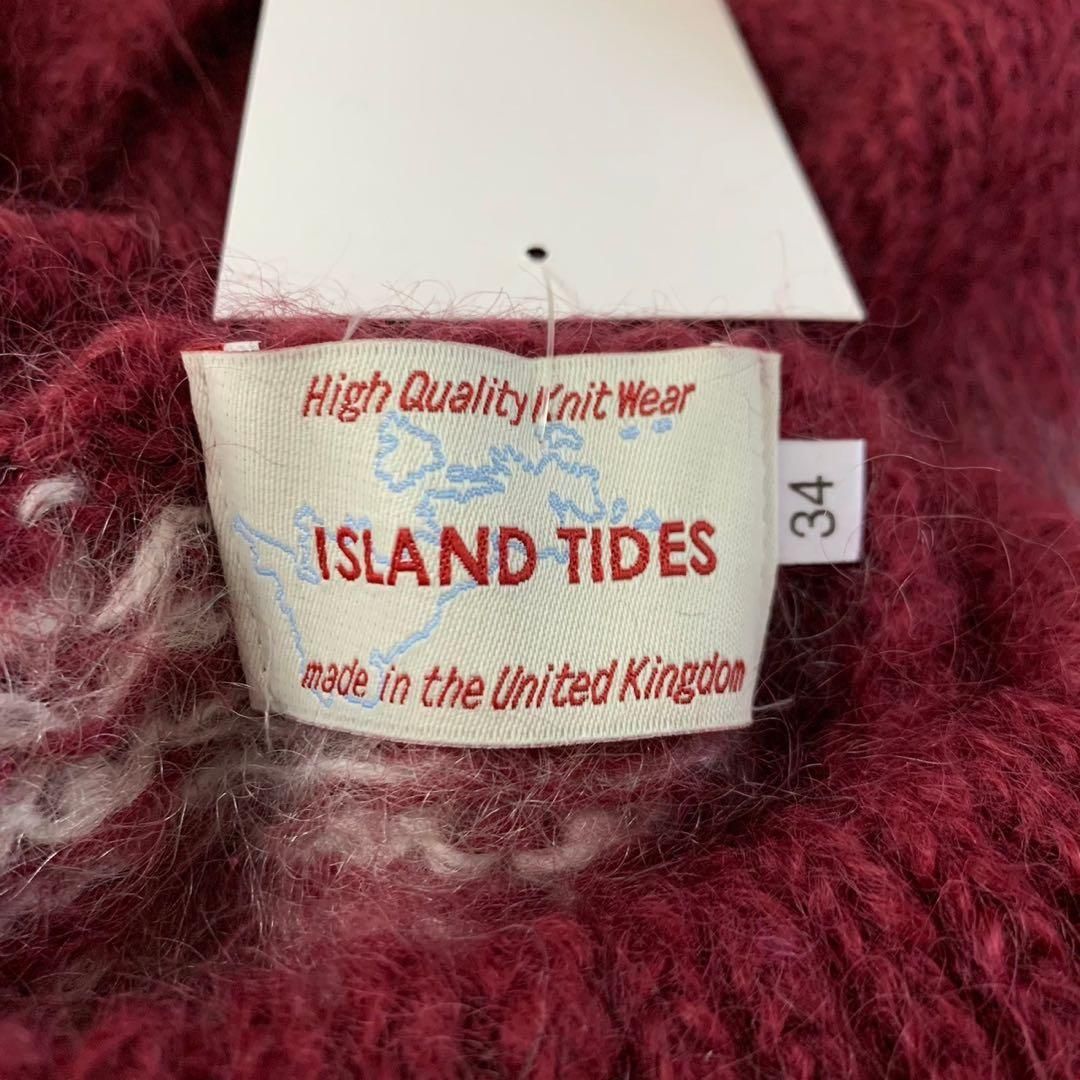 High Quality Knit Wear
ISLAND TIDES
made in the United Kingdom
34